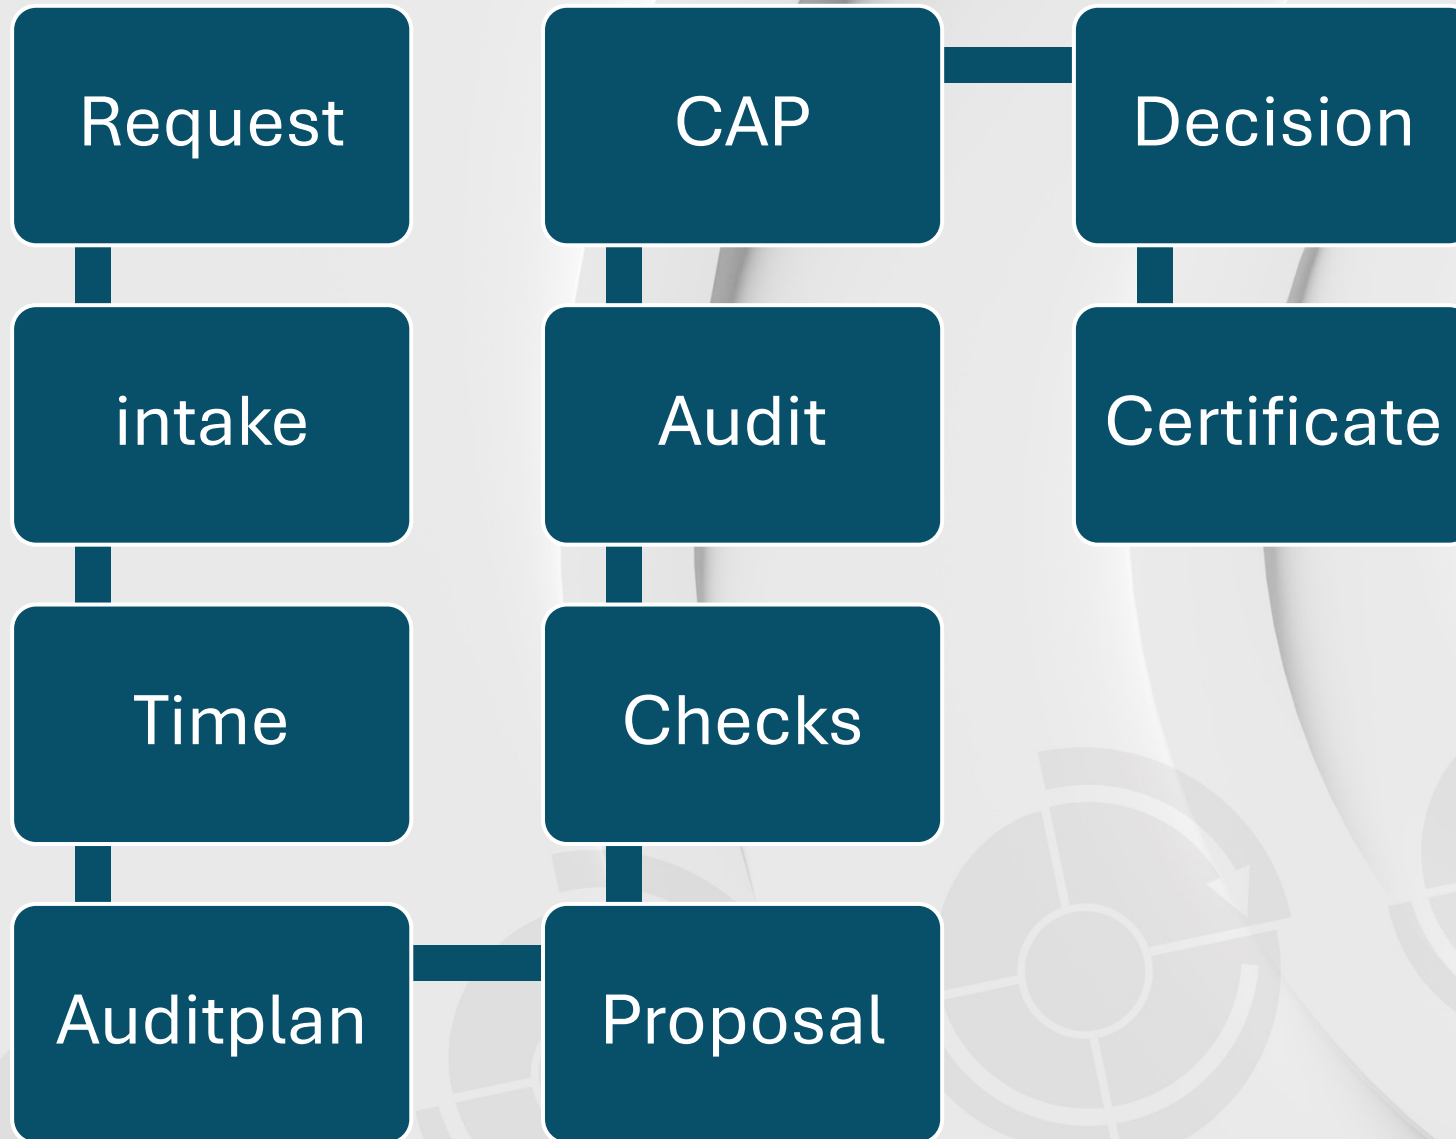 Request
intake
Time
Auditplan
Proposal
Checks
Audit
CAP
Decision
Certificate